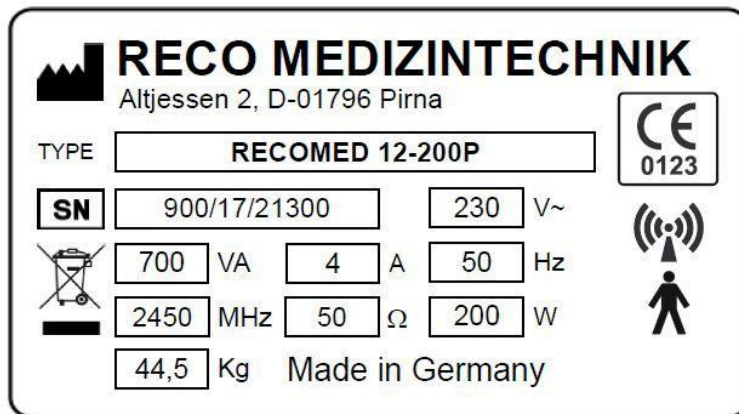 RECO MEDIZINTECHNIK
Altjessen 2, D-01796 Pirna
TYPE RECOMED 12-200P
CE
0123
SN 900/17/21300 230 V~
700 VA 4 A 50 Hz
2450 MHz 50 Ω 200 W
44,5 Kg Made in Germany